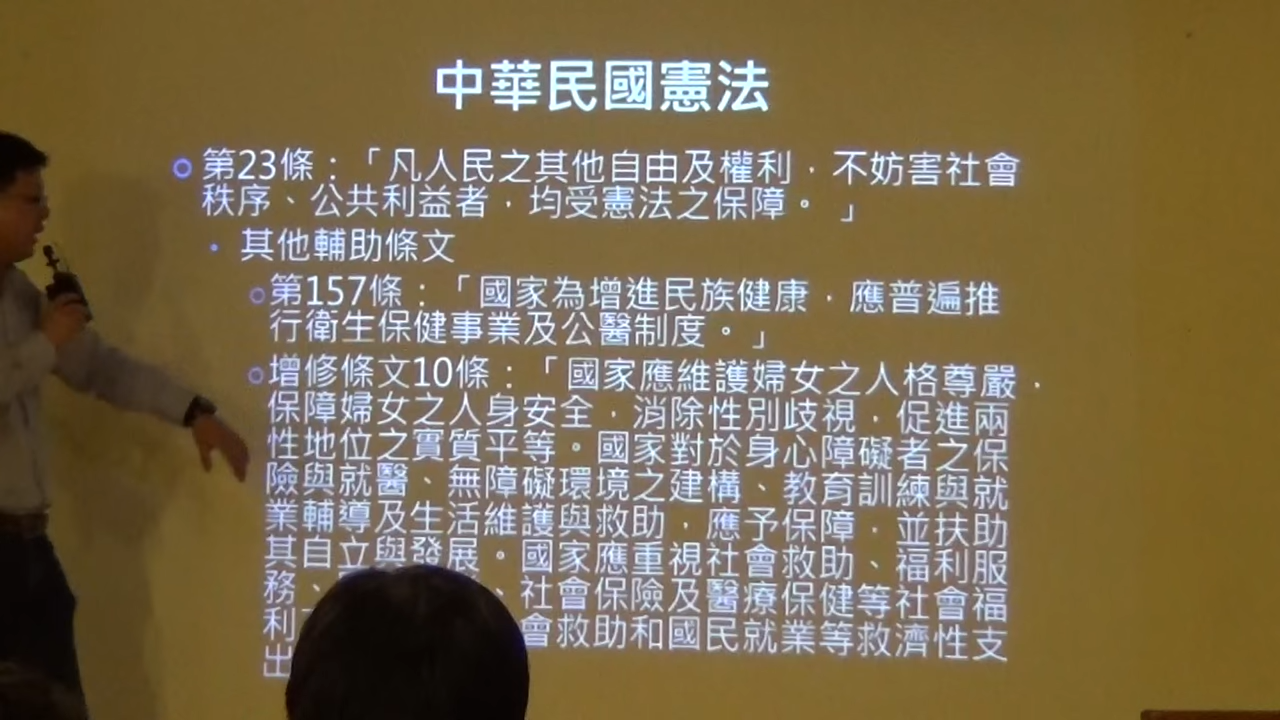 中華民國憲法
第23條：「凡人民之其他自由及權利，不妨害社會
秩序、公共利益者，均受憲法之保障。」
其他輔助條文
第157條：「國家為增進民族健康，應普遍推
行衛生保健事業及公醫制度。」
增修條文10條：「國家應維護婦女之人格尊嚴，
保障婦女之人身安全，消除性別歧視，促進兩
性地位之實質平等。國家對於身心障礙者之保
險與就醫、無障礙環境之建構、教育訓練與就
業輔導及生活維護與救助，應予保障，並扶助
其自立與發展。國家應重視社會救助、福利服
務、 、社會保險及醫療保健等社會福
利 會救助和國民就業等救濟性支
出